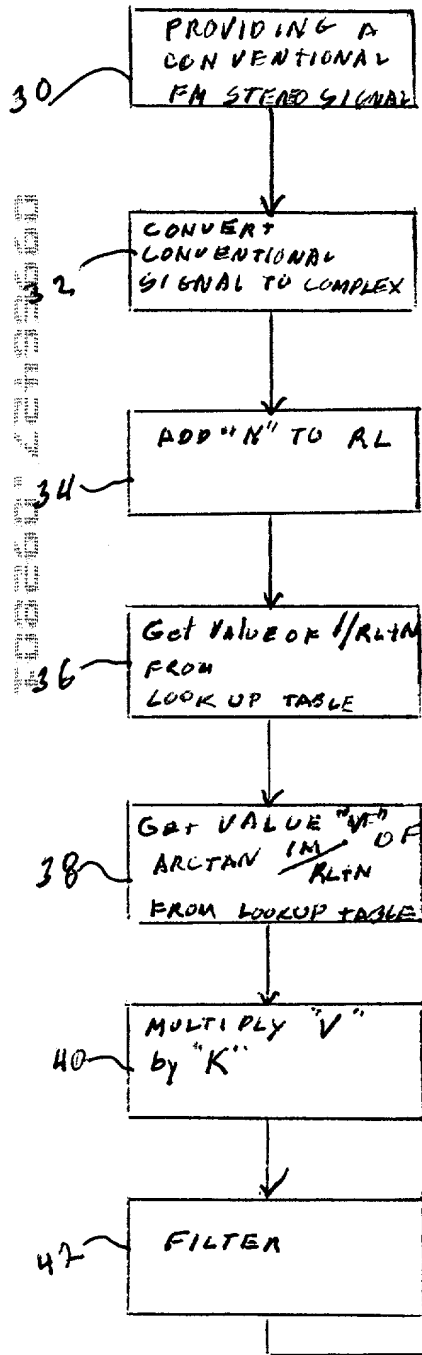 PROVIDING A
CONVENTIONAL
FM STEREO SIGNAL
30
CONVERT
CONVENTIONAL
SIGNAL TO COMPLEX
32
ADD "N" TO RL
34
Get Value OF 1/RL+N
FROM
LOOK UP TABLE
36
Get VALUE "VF" OF
ARCTAN IM/RL+N
FROM LOOKUP TABLE
38
MULTIPLY "V"
by "K"
40
FILTER
42